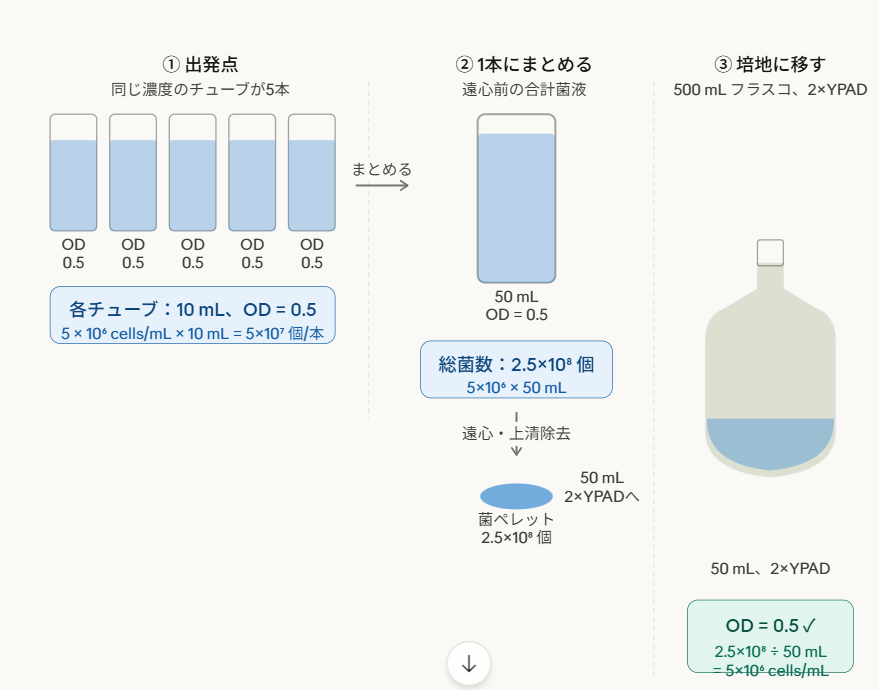 ① 出発点
同じ濃度のチューブが5本
OD
0.5
OD
0.5
OD
0.5
OD
0.5
OD
0.5
各チューブ：10 mL、OD = 0.5
5 × 10⁶ cells/mL × 10 mL = 5×10⁷ 個/本
まとめる
② 1本にまとめる
遠心前の合計菌液
50 mL
OD = 0.5
総菌数：2.5×10⁸ 個
5×10⁶ × 50 mL
遠心・上清除去
50 mL
2×YPADへ
菌ペレット
2.5×10⁸ 個
③ 培地に移す
500 mL フラスコ、2×YPAD
50 mL、2×YPAD
OD = 0.5 ✓
2.5×10⁸ ÷ 50 mL
= 5×10⁶ cells/mL